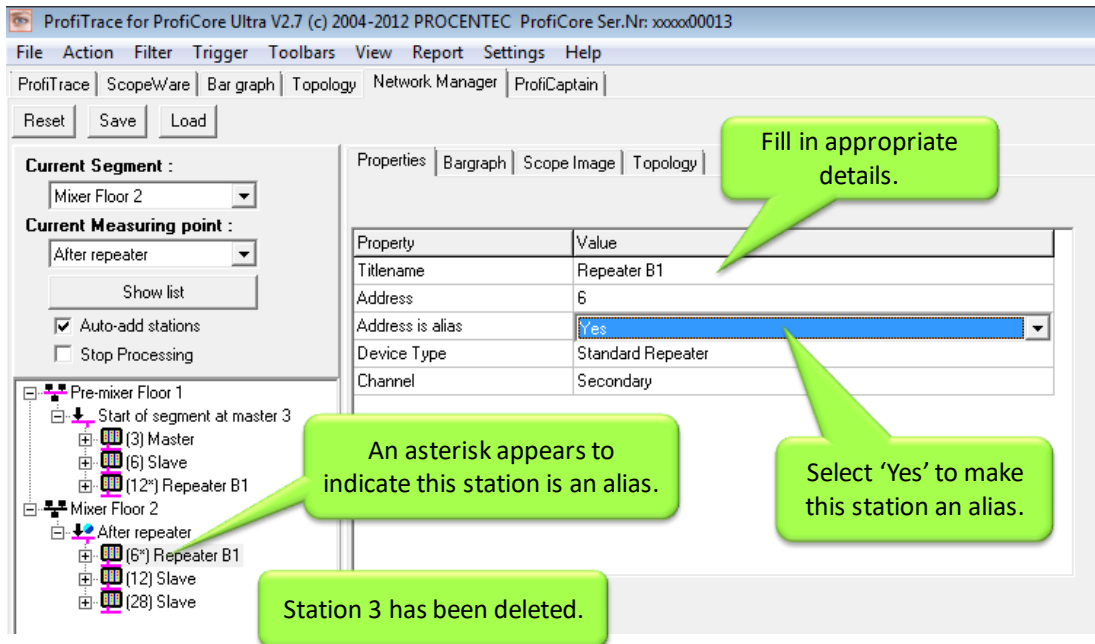 ProfiTrace for ProfiCore Ultra V2.7 (c) 2004-2012 PROCENTEC ProfiCore Ser.Nr: xxxxx00013
File Action Filter Trigger Toolbars View Report Settings Help
ProfiTrace ScopeWare Bar graph Topology Network Manager ProfiCaptain
Reset Save Load
Current Segment :
Mixer Floor 2
Current Measuring point :
After repeater
Show list
Auto-add stations
Stop Processing
Pre-mixer Floor 1
Start of segment at master 3
(3) Master
(6) Slave
(12*) Repeater B1
Mixer Floor 2
After repeater
(6*) Repeater B1
(12) Slave
(28) Slave
Properties Bargraph Scope Image Topology
Property Value
Titlename Repeater B1
Address 6
Address is alias Yes
Device Type Standard Repeater
Channel Secondary
Fill in appropriate
details.
An asterisk appears to
indicate this station is an alias.
Select ‘Yes’ to make
this station an alias.
Station 3 has been deleted.